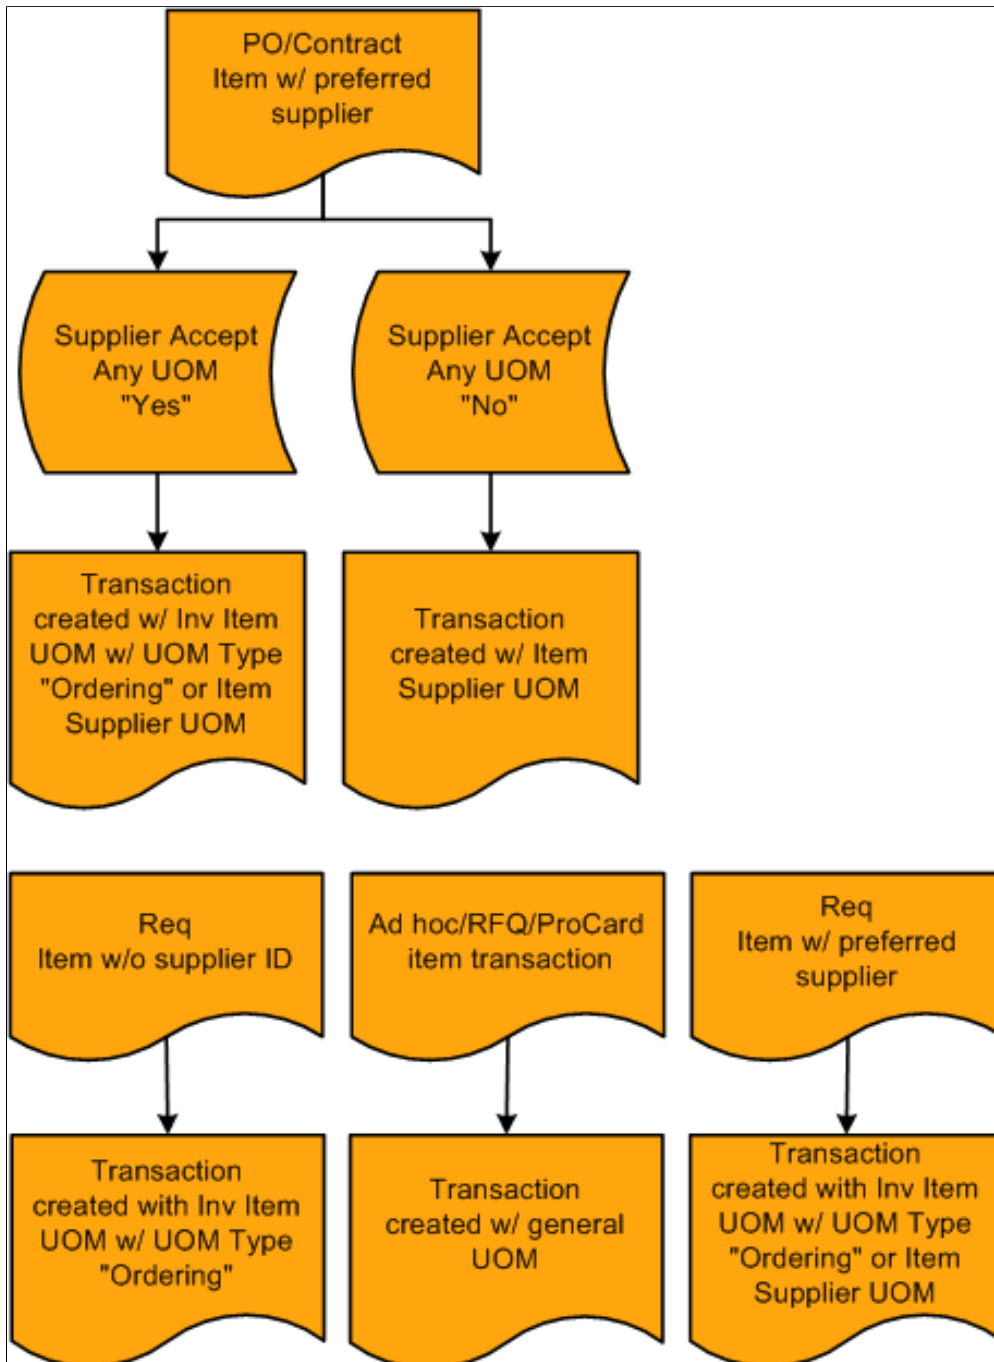 PO/Contract
Item w/ preferred
supplier
Supplier Accept
Any UOM
"Yes"
Supplier Accept
Any UOM
"No"
Transaction
created w/ Inv Item
UOM w/ UOM Type
"Ordering" or Item
Supplier UOM
Transaction
created w/ Item
Supplier UOM
Req
Item w/o supplier ID
Ad hoc/RFQ/ProCard
item transaction
Req
Item w/ preferred
supplier
Transaction
created with Inv Item
UOM w/ UOM Type
"Ordering"
Transaction
created w/ general
UOM
Transaction
created with Inv Item
UOM w/ UOM Type
"Ordering" or Item
Supplier UOM